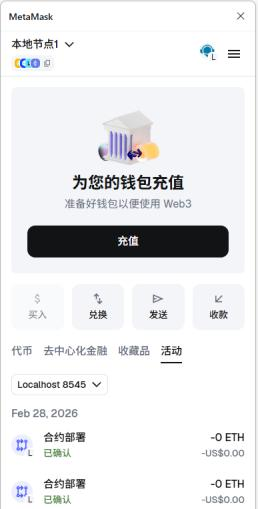 MetaMask
本地节点1
L
为您的钱包充值
准备好钱包以便使用 Web3
充值
买入
兑换
发送
收款
代币 去中心化金融 收藏品 活动
Localhost 8545
Feb 28, 2026
合约部署 -0 ETH
L 已确认 -US$0.00
合约部署 -0 ETH
L 已确认 -US$0.00